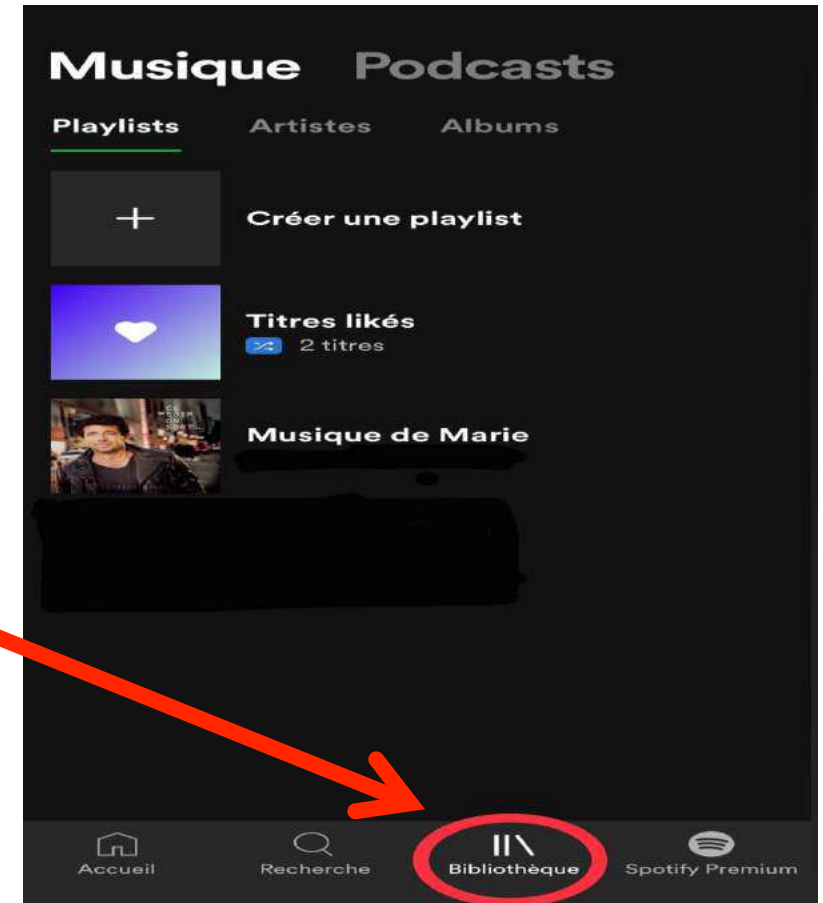 Musique Podcasts
Playlists Artistes Albums
Créer une playlist
Titres likés
2 titres
Musique de Marie
Accueil Recherche Bibliothèque Spotify Premium